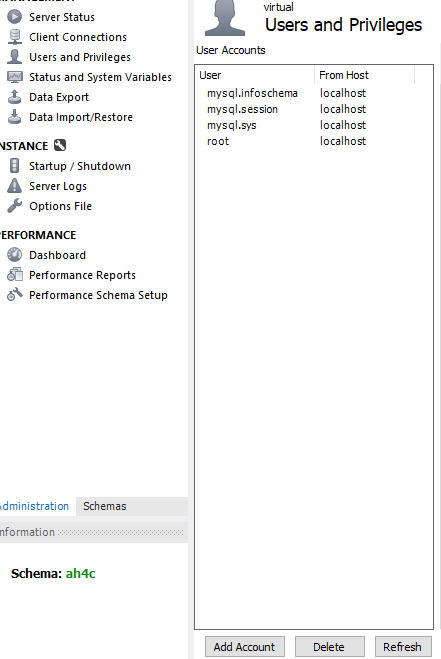 Server Status
Client Connections
Users and Privileges
Status and System Variables
Data Export
Data Import/Restore
NSTANCE
Startup / Shutdown
Server Logs
Options File
PERFORMANCE
Dashboard
Performance Reports
Performance Schema Setup
Administration Schemas
nformation
Schema: ah4c
virtual
Users and Privileges
User Accounts
User From Host
mysql.infoschema localhost
mysql.session localhost
mysql.sys localhost
root localhost
Add Account Delete Refresh